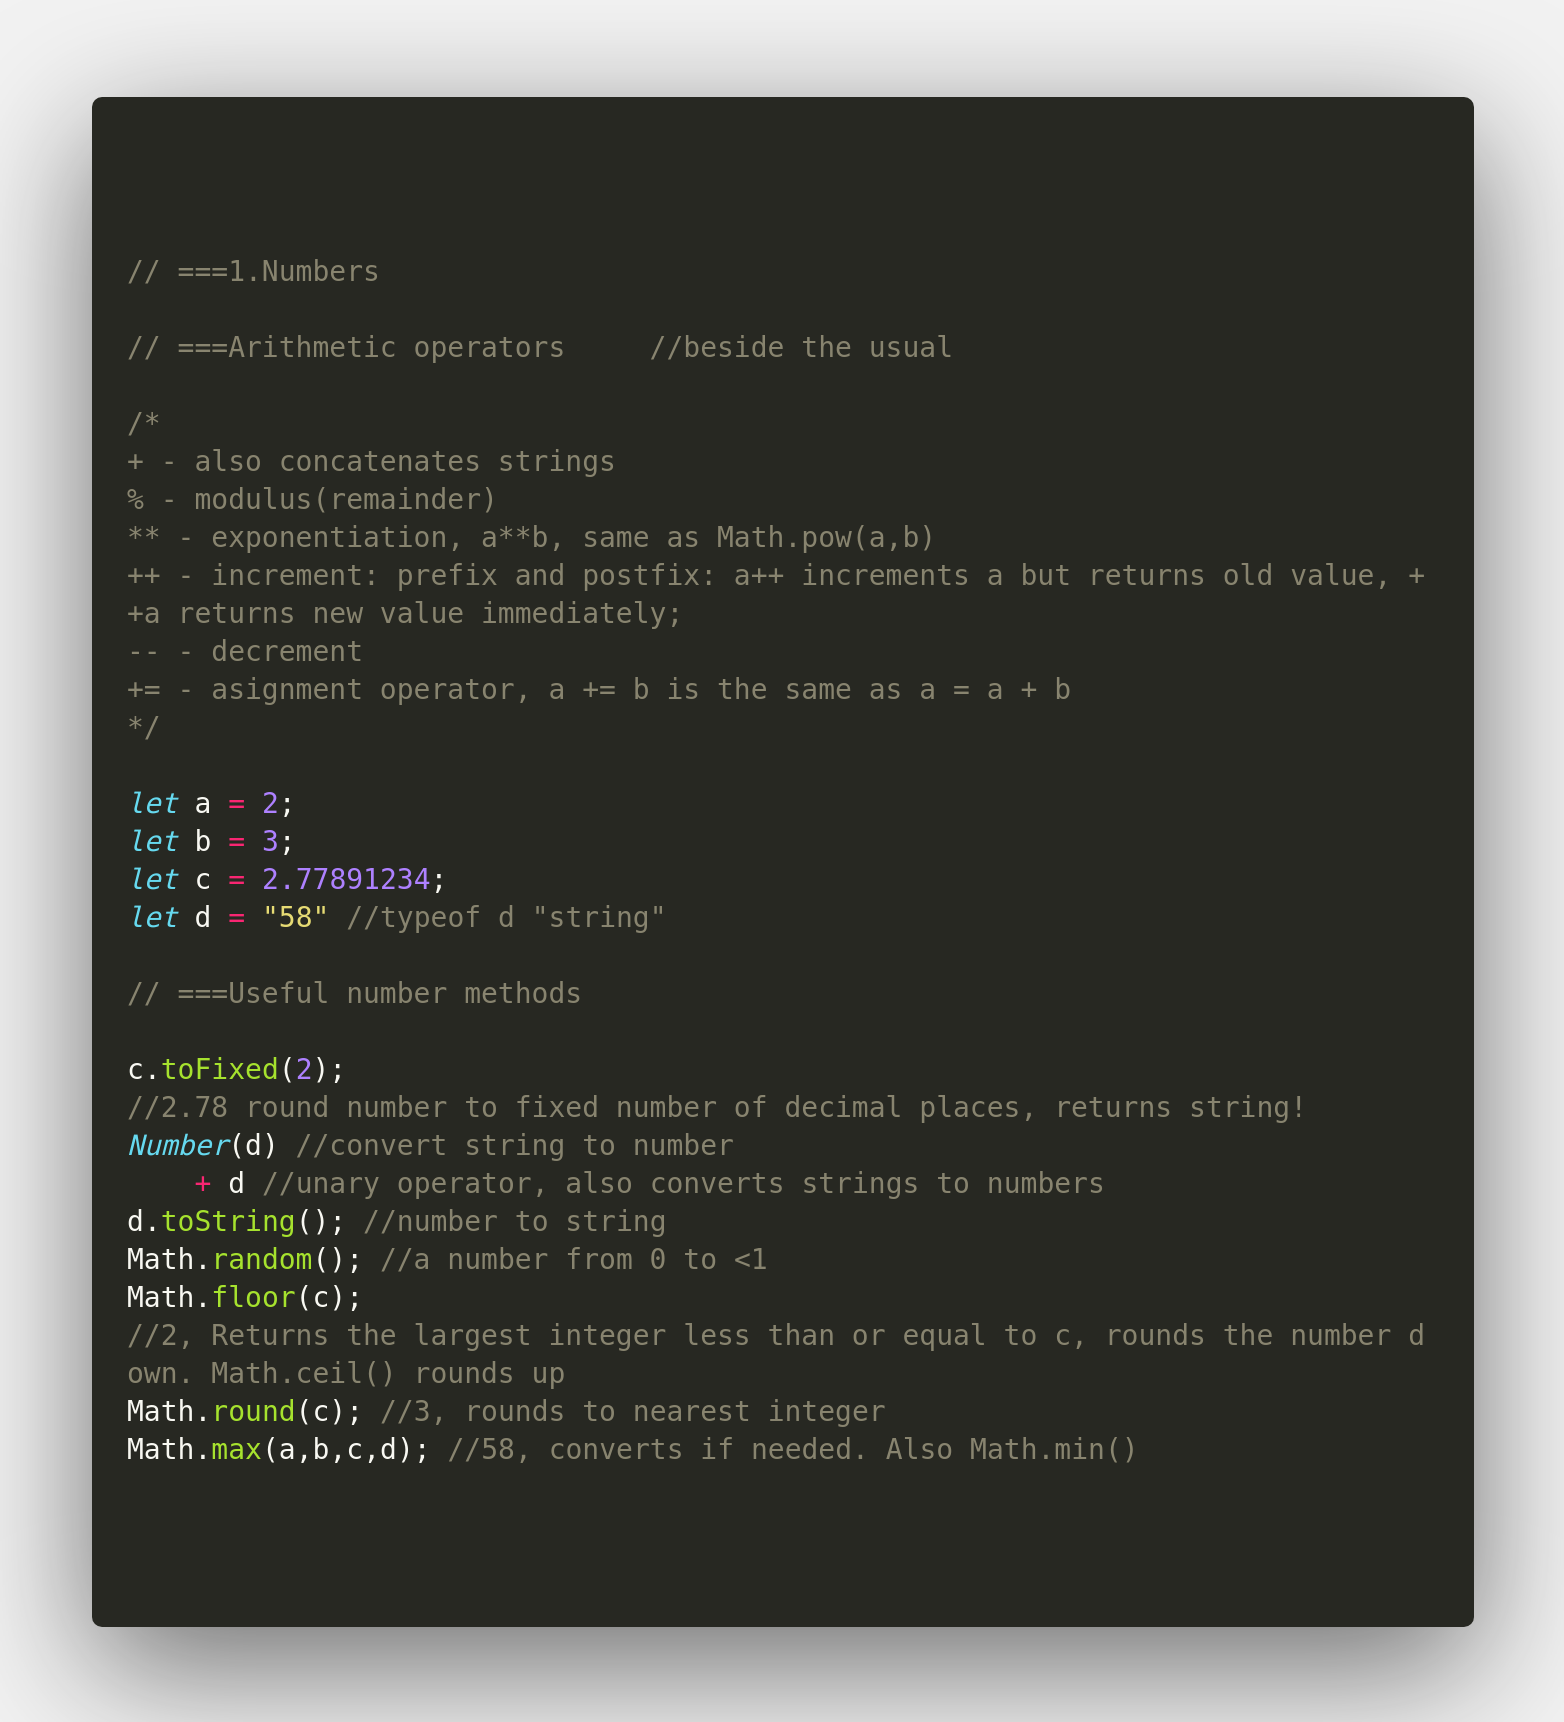 // ===1.Numbers
// ===Arithmetic operators     //beside the usual
/*
+ - also concatenates strings
% - modulus(remainder)
** - exponentiation, a**b, same as Math.pow(a,b)
++ - increment: prefix and postfix: a++ increments a but returns old value, +
+a returns new value immediately;
-- - decrement
+= - asignment operator, a += b is the same as a = a + b
*/
let a = 2;
let b = 3;
let c = 2.77891234;
let d = "58" //typeof d "string"
// ===Useful number methods
c.toFixed(2);
//2.78 round number to fixed number of decimal places, returns string!
Number(d) //convert string to number
    + d //unary operator, also converts strings to numbers
d.toString(); //number to string
Math.random(); //a number from 0 to <1
Math.floor(c);
//2, Returns the largest integer less than or equal to c, rounds the number d
own. Math.ceil() rounds up
Math.round(c); //3, rounds to nearest integer
Math.max(a,b,c,d); //58, converts if needed. Also Math.min()